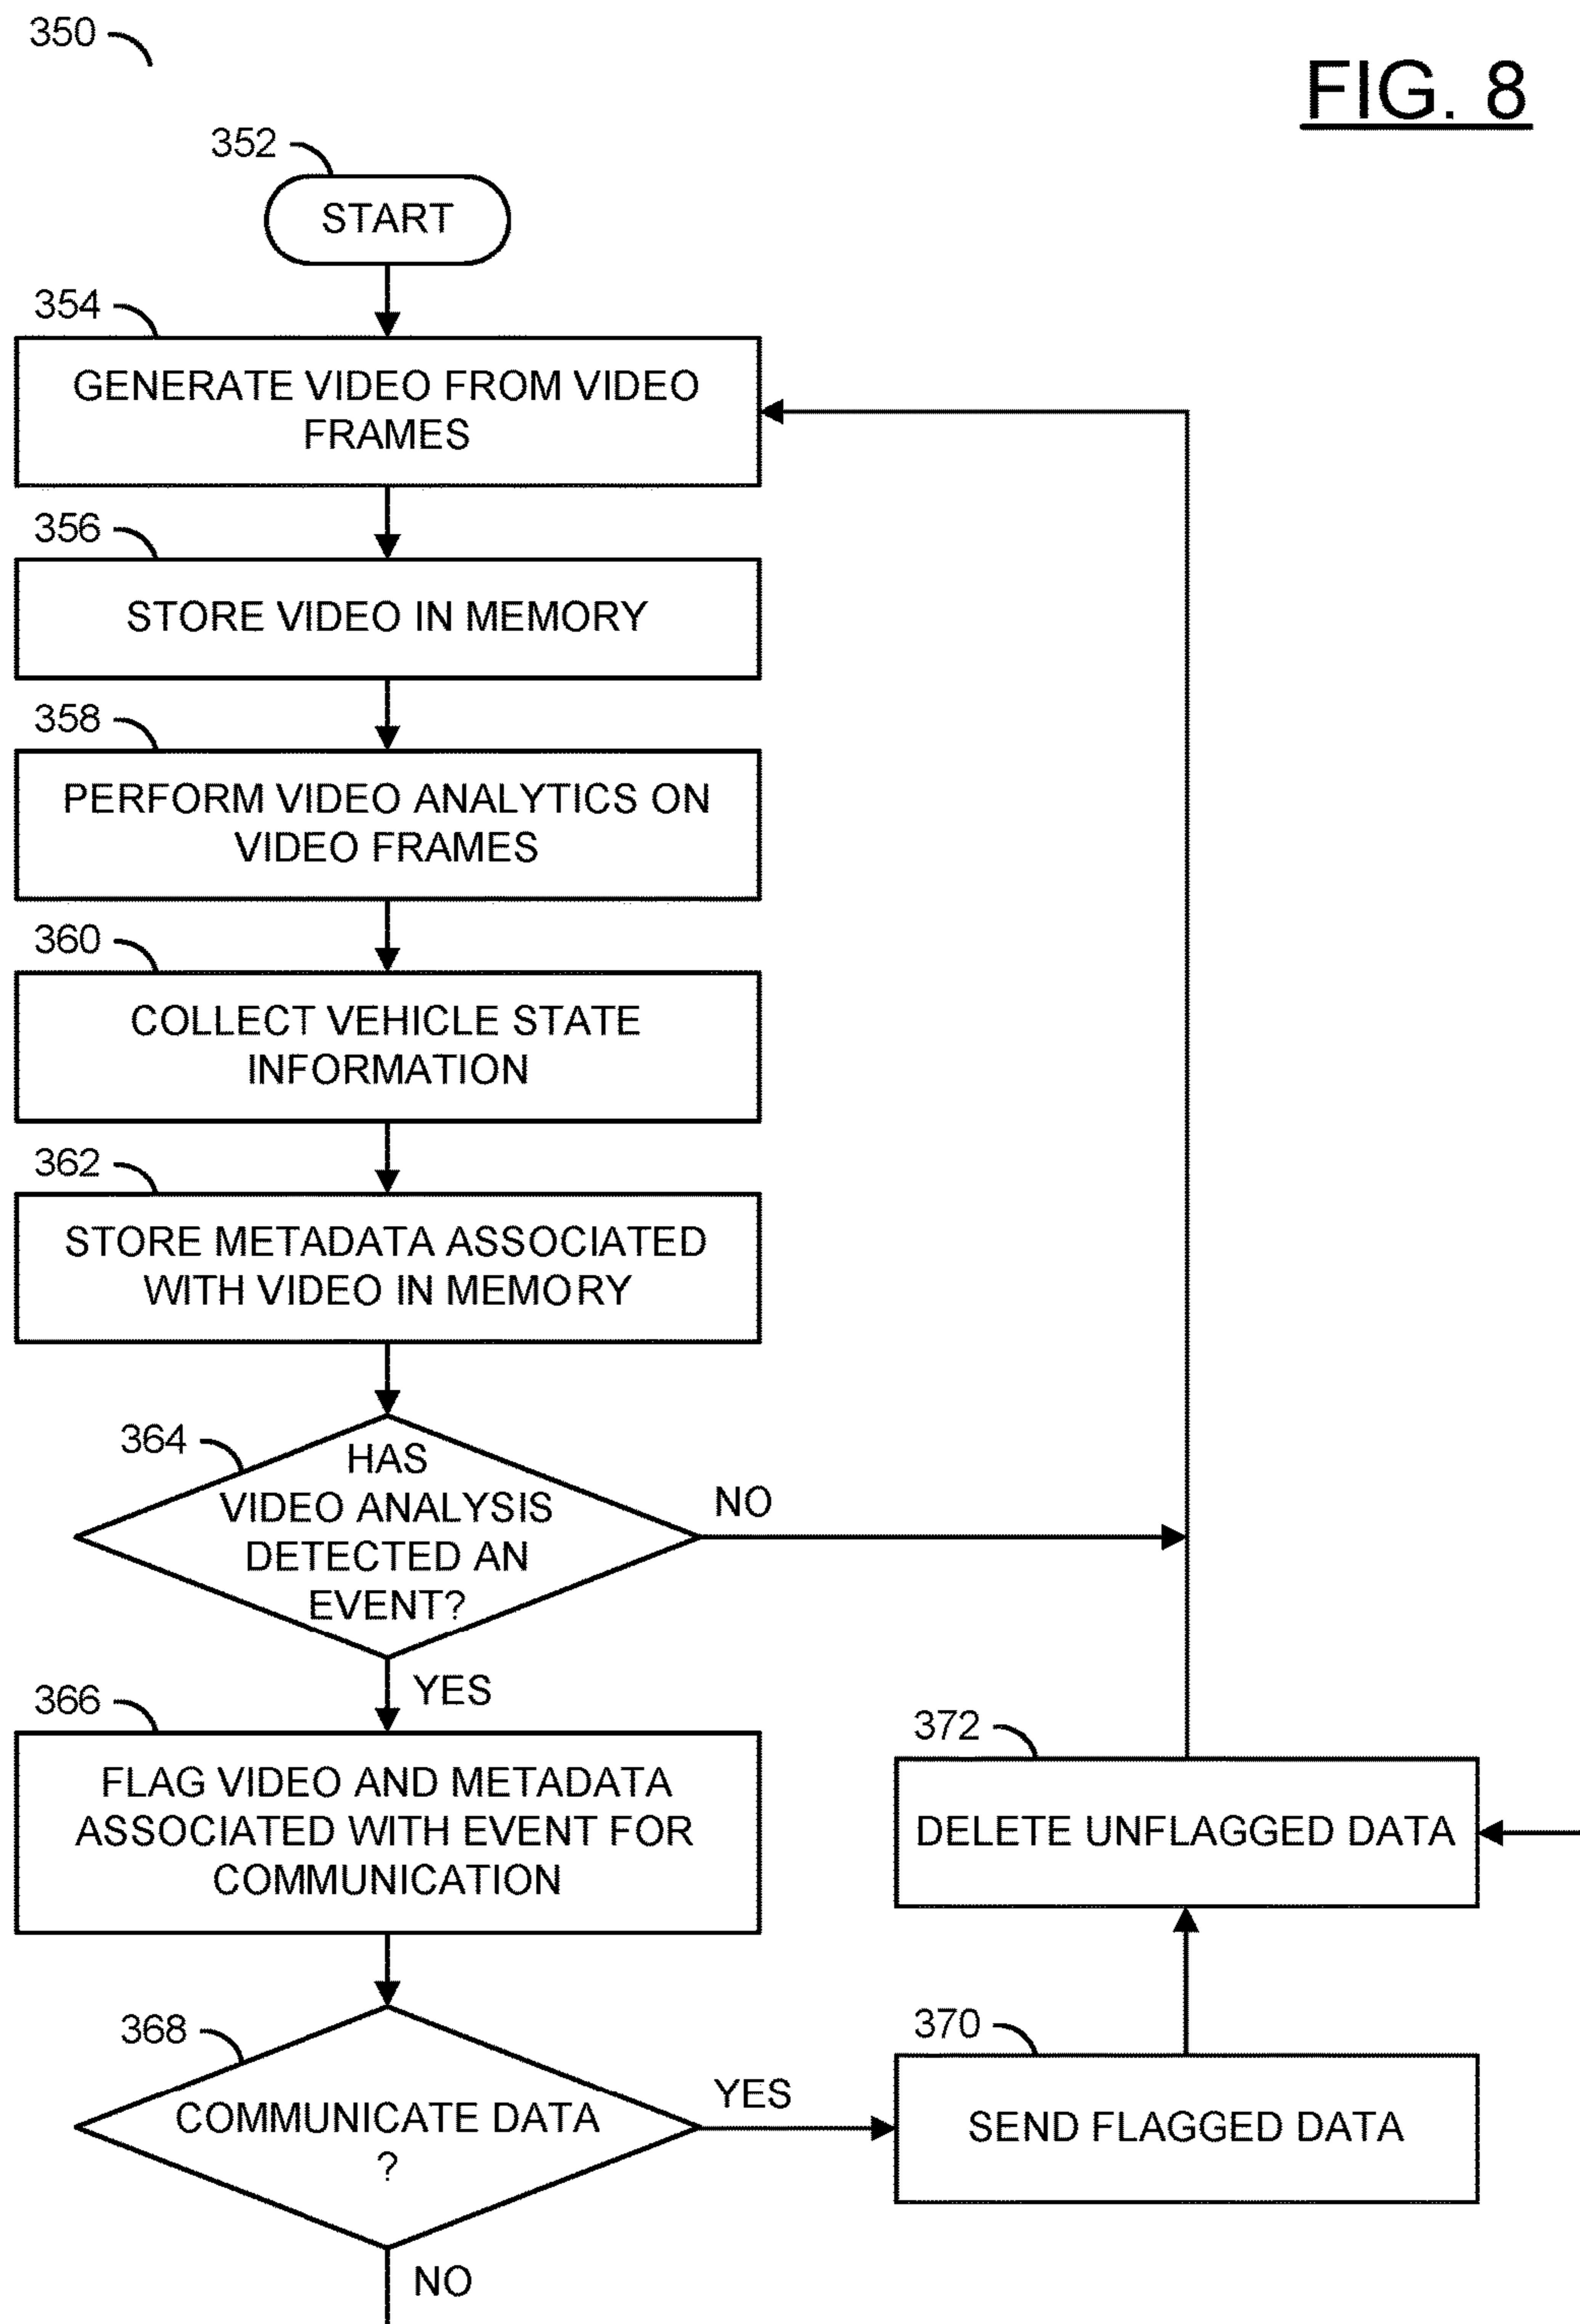 350
FIG. 8
352
START
354
GENERATE VIDEO FROM VIDEO
FRAMES
356
STORE VIDEO IN MEMORY
358
PERFORM VIDEO ANALYTICS ON
VIDEO FRAMES
360
COLLECT VEHICLE STATE
INFORMATION
362
STORE METADATA ASSOCIATED
WITH VIDEO IN MEMORY
364
HAS
VIDEO ANALYSIS
DETECTED AN
EVENT?
NO
YES
366
FLAG VIDEO AND METADATA
ASSOCIATED WITH EVENT FOR
COMMUNICATION
372
DELETE UNFLAGGED DATA
368
COMMUNICATE DATA
?
YES
370
SEND FLAGGED DATA
NO